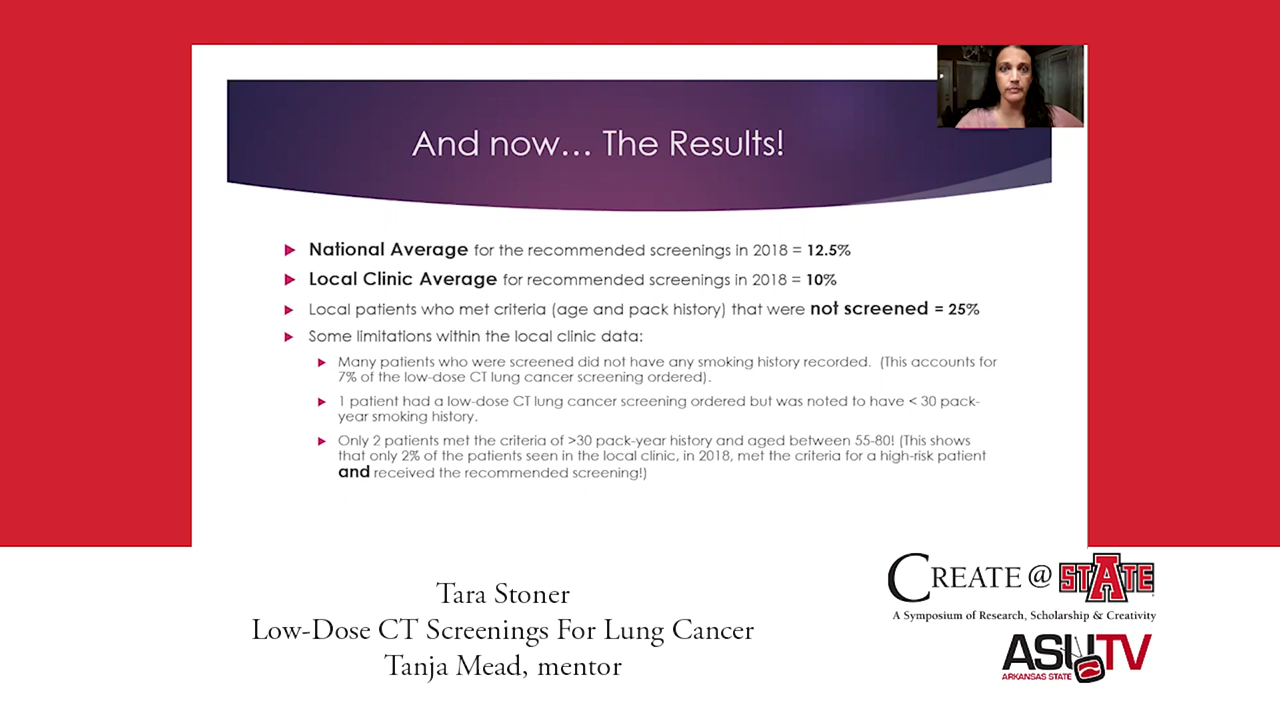 And now... The Results!
National Average for the recommended screenings in 2018 = 12.5%
Local Clinic Average for recommended screenings in 2018 = 10%
Local patients who met criteria (age and pack history) that were not screened = 25%
Some limitations within the local clinic data:
Many patients who were screened did not have any smoking history recorded. (This accounts for
7% of the low-dose CT lung cancer screening ordered).
1 patient had a low-dose CT lung cancer screening ordered but was noted to have < 30 pack-
year smoking history.
Only 2 patients met the criteria of >30 pack-year history and aged between 55-80! (This shows
that only 2% of the patients seen in the local clinic, in 2018, met the criteria for a high-risk patient
and received the recommended screening!)
Tara Stoner
Low-Dose CT Screenings For Lung Cancer
Tanja Mead, mentor
CREATE @ STATE
A Symposium of Research, Scholarship & Creativity
ASUTV
ARKANSAS STATE